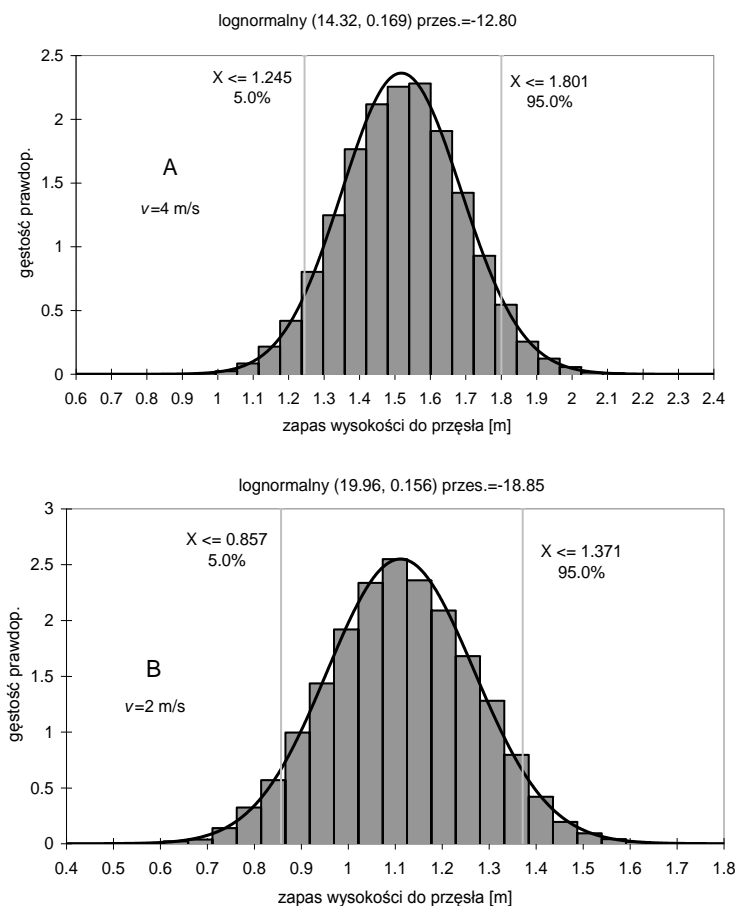 lognormalny (14.32, 0.169) przes.=-12.80
2.5
X <= 1.245
5.0%
X <= 1.801
95.0%
2
A
1.5
v=4 m/s
1
0.5
0
gęstość prawdop.
0.6 0.7 0.8 0.9 1 1.1 1.2 1.3 1.4 1.5 1.6 1.7 1.8 1.9 2 2.1 2.2 2.3 2.4
zapas wysokości do przęsła [m]
lognormalny (19.96, 0.156) przes.=-18.85
3
X <= 0.857
5.0%
X <= 1.371
95.0%
2.5
2
1.5
B
v=2 m/s
1
0.5
0
gęstość prawdop.
0.4 0.5 0.6 0.7 0.8 0.9 1 1.1 1.2 1.3 1.4 1.5 1.6 1.7 1.8
zapas wysokości do przęsła [m]